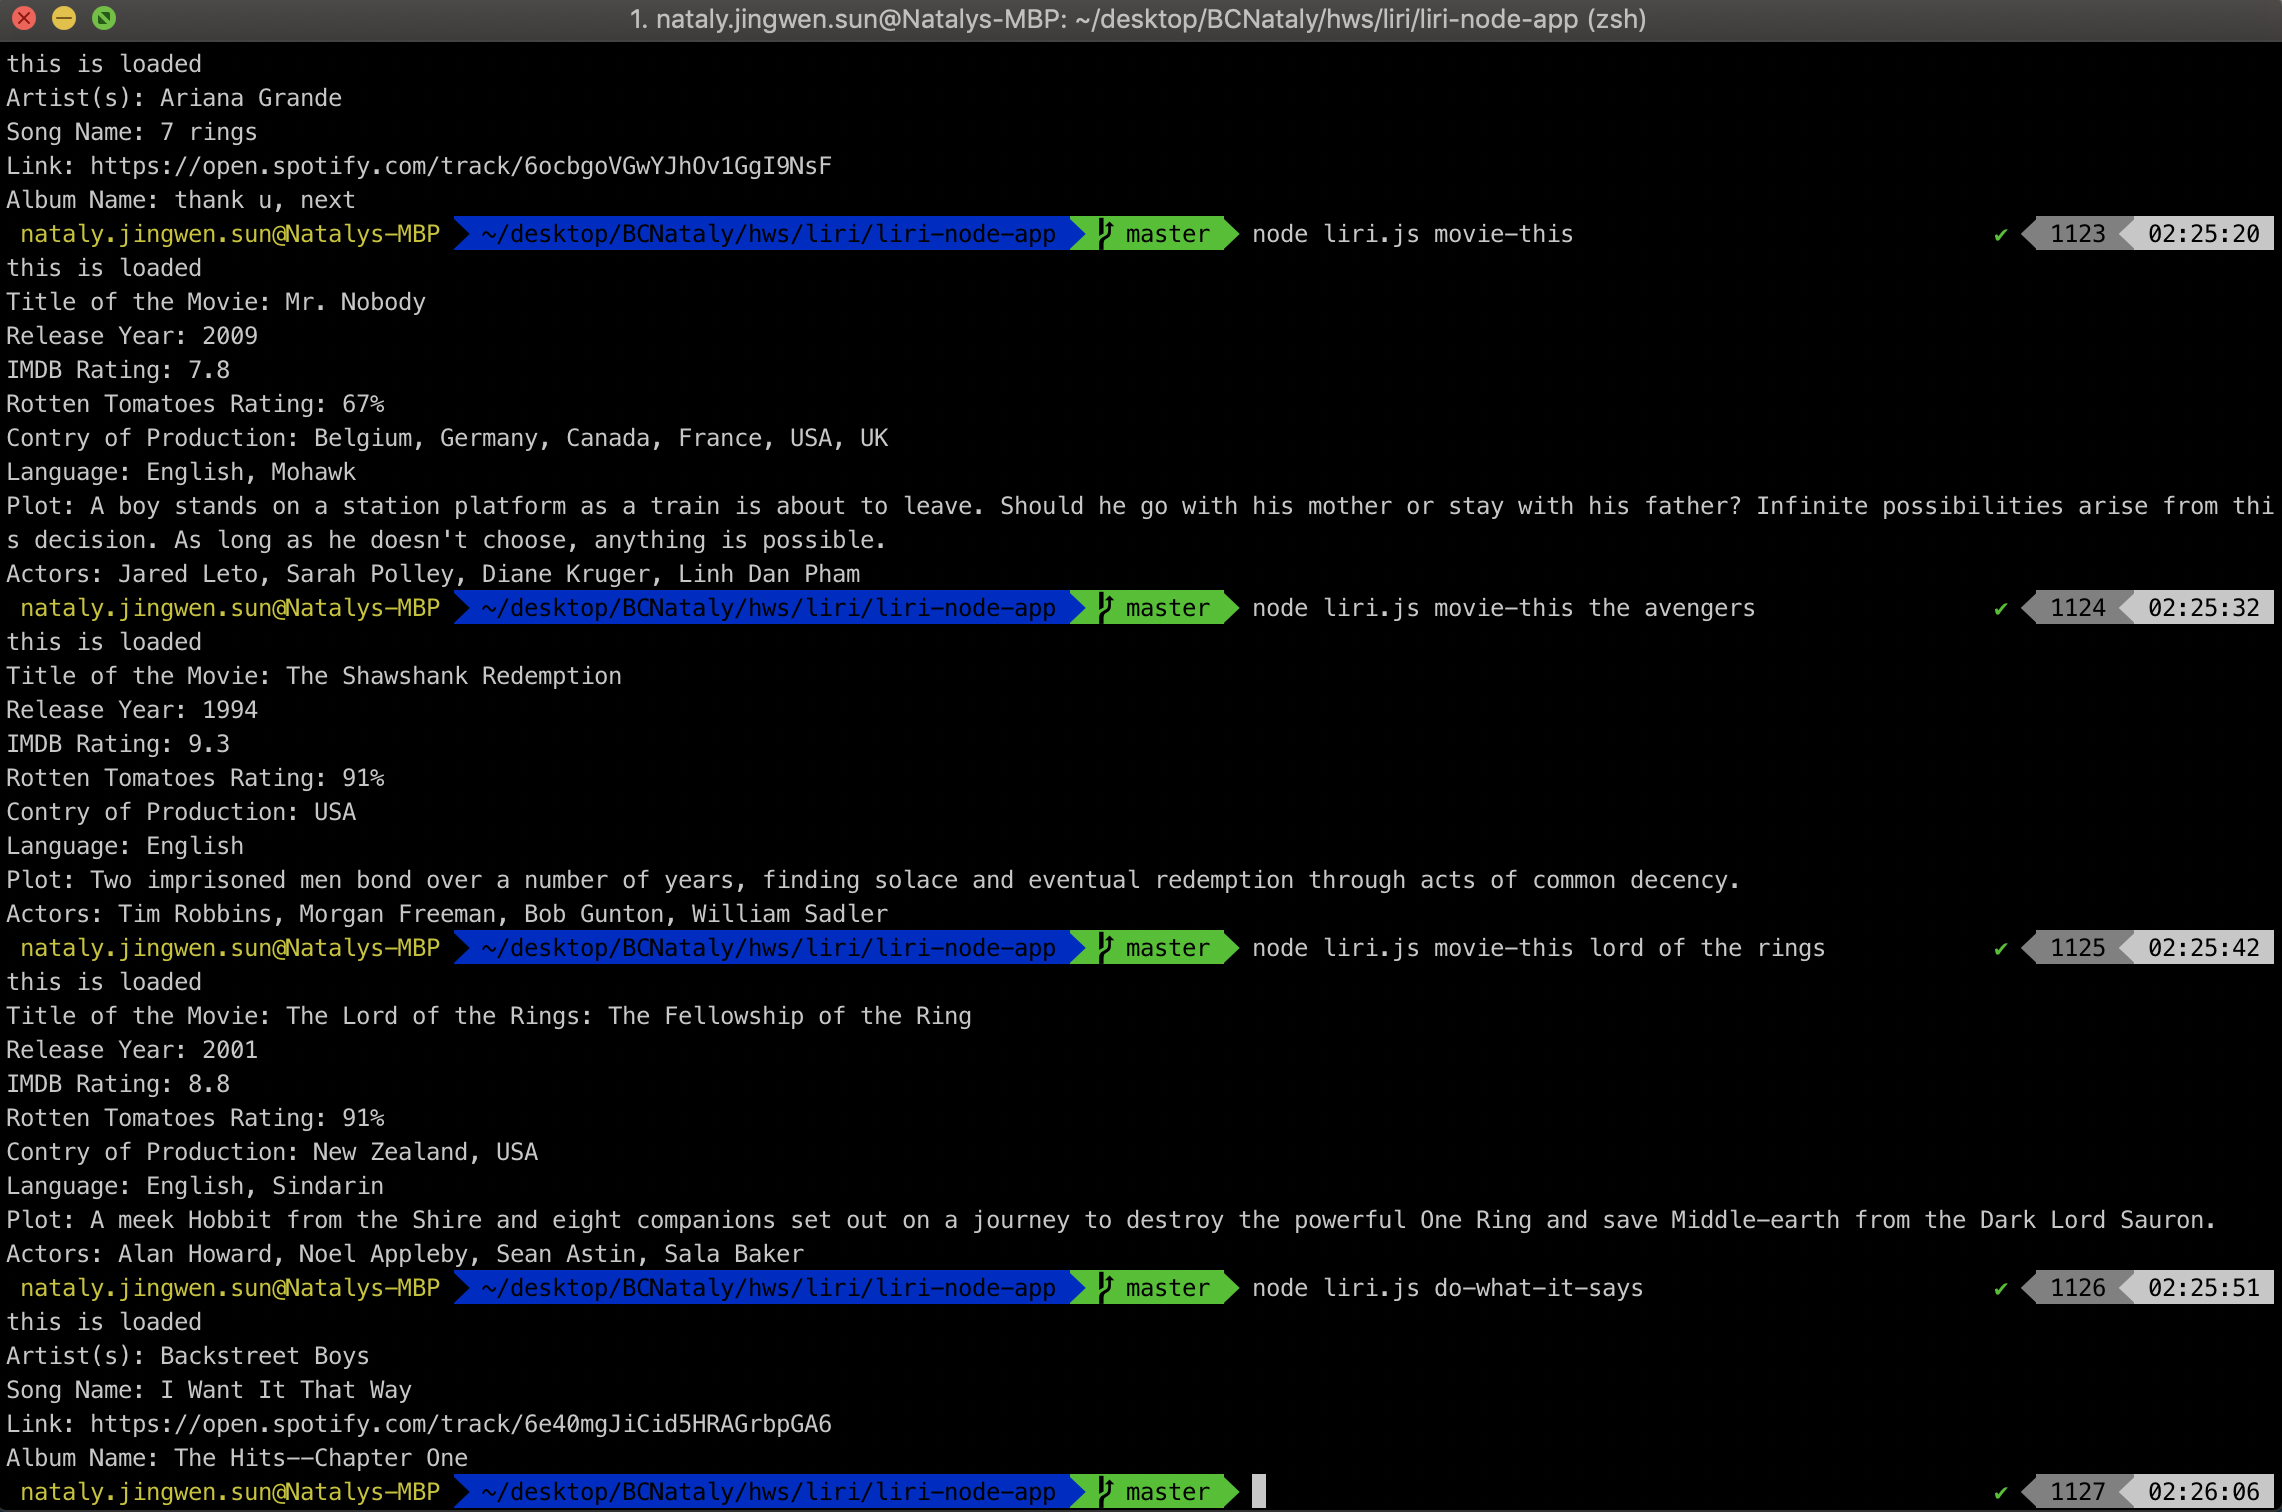 1. nataly.jingwen.sun@Natalys-MBP: ~/desktop/BCNataly/hws/liri/liri-node-app (zsh)
this is loaded
Artist(s): Ariana Grande
Song Name: 7 rings
Link: https://open.spotify.com/track/6ocbgoVGwYJhOv1GgI9NsF
Album Name: thank u, next
nataly.jingwen.sun@Natalys-MBP ~/desktop/BCNataly/hws/liri/liri-node-app master node liri.js movie-this ✔ 1123 02:25:20
this is loaded
Title of the Movie: Mr. Nobody
Release Year: 2009
IMDB Rating: 7.8
Rotten Tomatoes Rating: 67%
Contry of Production: Belgium, Germany, Canada, France, USA, UK
Language: English, Mohawk
Plot: A boy stands on a station platform as a train is about to leave. Should he go with his mother or stay with his father? Infinite possibilities arise from thi
s decision. As long as he doesn't choose, anything is possible.
Actors: Jared Leto, Sarah Polley, Diane Kruger, Linh Dan Pham
nataly.jingwen.sun@Natalys-MBP ~/desktop/BCNataly/hws/liri/liri-node-app master node liri.js movie-this the avengers ✔ 1124 02:25:32
this is loaded
Title of the Movie: The Shawshank Redemption
Release Year: 1994
IMDB Rating: 9.3
Rotten Tomatoes Rating: 91%
Contry of Production: USA
Language: English
Plot: Two imprisoned men bond over a number of years, finding solace and eventual redemption through acts of common decency.
Actors: Tim Robbins, Morgan Freeman, Bob Gunton, William Sadler
nataly.jingwen.sun@Natalys-MBP ~/desktop/BCNataly/hws/liri/liri-node-app master node liri.js movie-this lord of the rings ✔ 1125 02:25:42
this is loaded
Title of the Movie: The Lord of the Rings: The Fellowship of the Ring
Release Year: 2001
IMDB Rating: 8.8
Rotten Tomatoes Rating: 91%
Contry of Production: New Zealand, USA
Language: English, Sindarin
Plot: A meek Hobbit from the Shire and eight companions set out on a journey to destroy the powerful One Ring and save Middle-earth from the Dark Lord Sauron.
Actors: Alan Howard, Noel Appleby, Sean Astin, Sala Baker
nataly.jingwen.sun@Natalys-MBP ~/desktop/BCNataly/hws/liri/liri-node-app master node liri.js do-what-it-says ✔ 1126 02:25:51
this is loaded
Artist(s): Backstreet Boys
Song Name: I Want It That Way
Link: https://open.spotify.com/track/6e40mgJiCid5HRAGrbpGA6
Album Name: The Hits--Chapter One
nataly.jingwen.sun@Natalys-MBP ~/desktop/BCNataly/hws/liri/liri-node-app master ✔ 1127 02:26:06